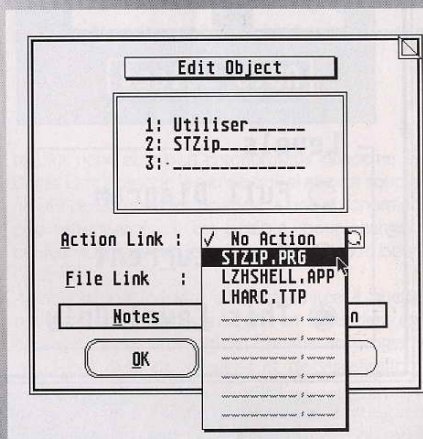 Edit Object
1: Utiliser______
2: STZip_________
3: ______________
Action Link :
✓ No Action
STZIP.PRG
LZHSHELL.APP
LHARC.TTP
File Link :
Notes
n
OK